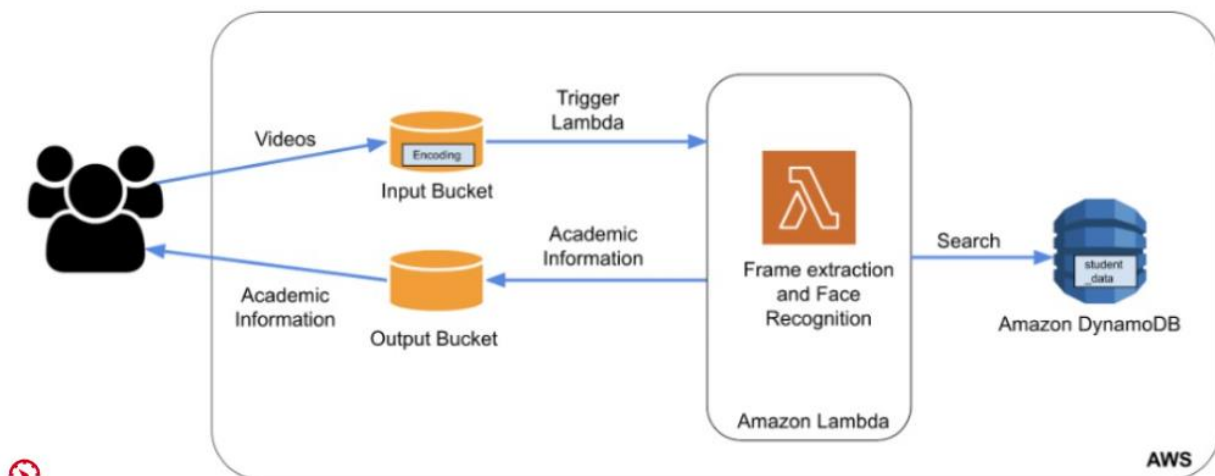 Videos
Encoding
Input Bucket
Trigger
Lambda
Academic
Information
Output Bucket
Academic
Information
Frame extraction
and Face
Recognition
Amazon Lambda
Search
student
_data
Amazon DynamoDB
AWS